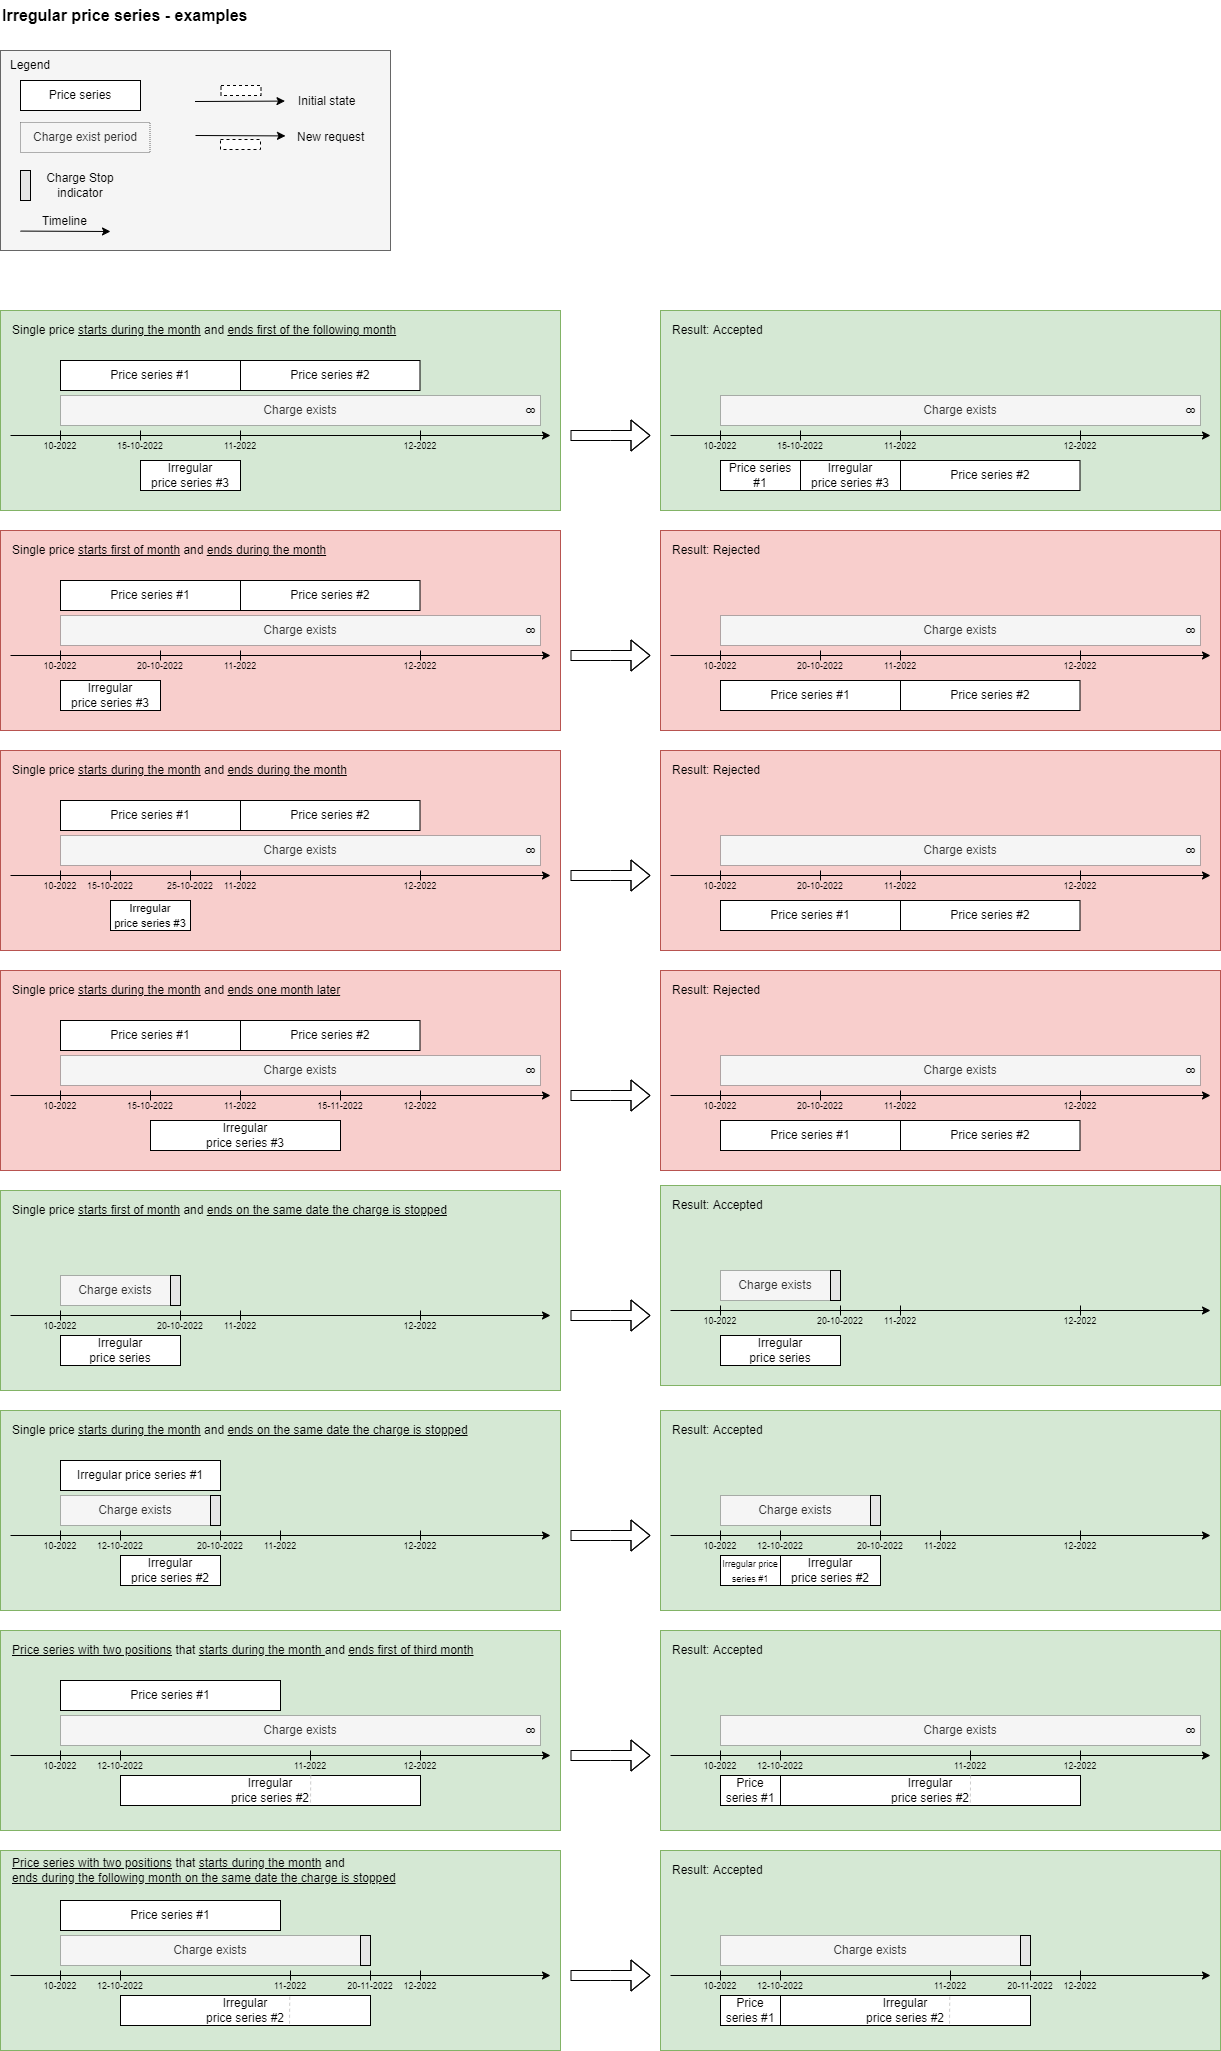 Irregular price series - examples
Legend
Price series
Initial state
Charge exist period
New request
Charge Stop
indicator
Timeline
Single price starts during the month and ends first of the following month
Price series #1
Price series #2
Charge exists
∞
10-2022
15-10-2022
11-2022
12-2022
Irregular
price series #3
Result: Accepted
Charge exists
∞
10-2022
15-10-2022
11-2022
12-2022
Price series
#1
Irregular
price series #3
Price series #2
Single price starts first of month and ends during the month
Price series #1
Price series #2
Charge exists
∞
10-2022
20-10-2022
11-2022
12-2022
Irregular
price series #3
Result: Rejected
Charge exists
∞
10-2022
20-10-2022
11-2022
12-2022
Price series #1
Price series #2
Single price starts during the month and ends during the month
Price series #1
Price series #2
Charge exists
∞
10-2022
15-10-2022
25-10-2022
11-2022
12-2022
Irregular
price series #3
Result: Rejected
Charge exists
∞
10-2022
20-10-2022
11-2022
12-2022
Price series #1
Price series #2
Single price starts during the month and ends one month later
Price series #1
Price series #2
Charge exists
∞
10-2022
15-10-2022
11-2022
15-11-2022
12-2022
Irregular
price series #3
Result: Rejected
Charge exists
∞
10-2022
20-10-2022
11-2022
12-2022
Price series #1
Price series #2
Single price starts first of month and ends on the same date the charge is stopped
Charge exists
10-2022
20-10-2022
11-2022
12-2022
Irregular
price series
Result: Accepted
Charge exists
10-2022
20-10-2022
11-2022
12-2022
Irregular
price series
Single price starts during the month and ends on the same date the charge is stopped
Irregular price series #1
Charge exists
10-2022
12-10-2022
20-10-2022
11-2022
12-2022
Irregular
price series #2
Result: Accepted
Charge exists
10-2022
12-10-2022
20-10-2022
11-2022
12-2022
Irregular price
series #1
Irregular
price series #2
Price series with two positions that starts during the month and ends first of third month
Price series #1
Charge exists
∞
10-2022
12-10-2022
11-2022
12-2022
Irregular
price series #2
Result: Accepted
Charge exists
∞
10-2022
12-10-2022
11-2022
12-2022
Price
series #1
Irregular
price series #2
Price series with two positions that starts during the month and
ends during the following month on the same date the charge is stopped
Price series #1
Charge exists
10-2022
12-10-2022
11-2022
20-11-2022
12-2022
Irregular
price series #2
Result: Accepted
Charge exists
10-2022
12-10-2022
11-2022
20-11-2022
12-2022
Price
series #1
Irregular
price series #2